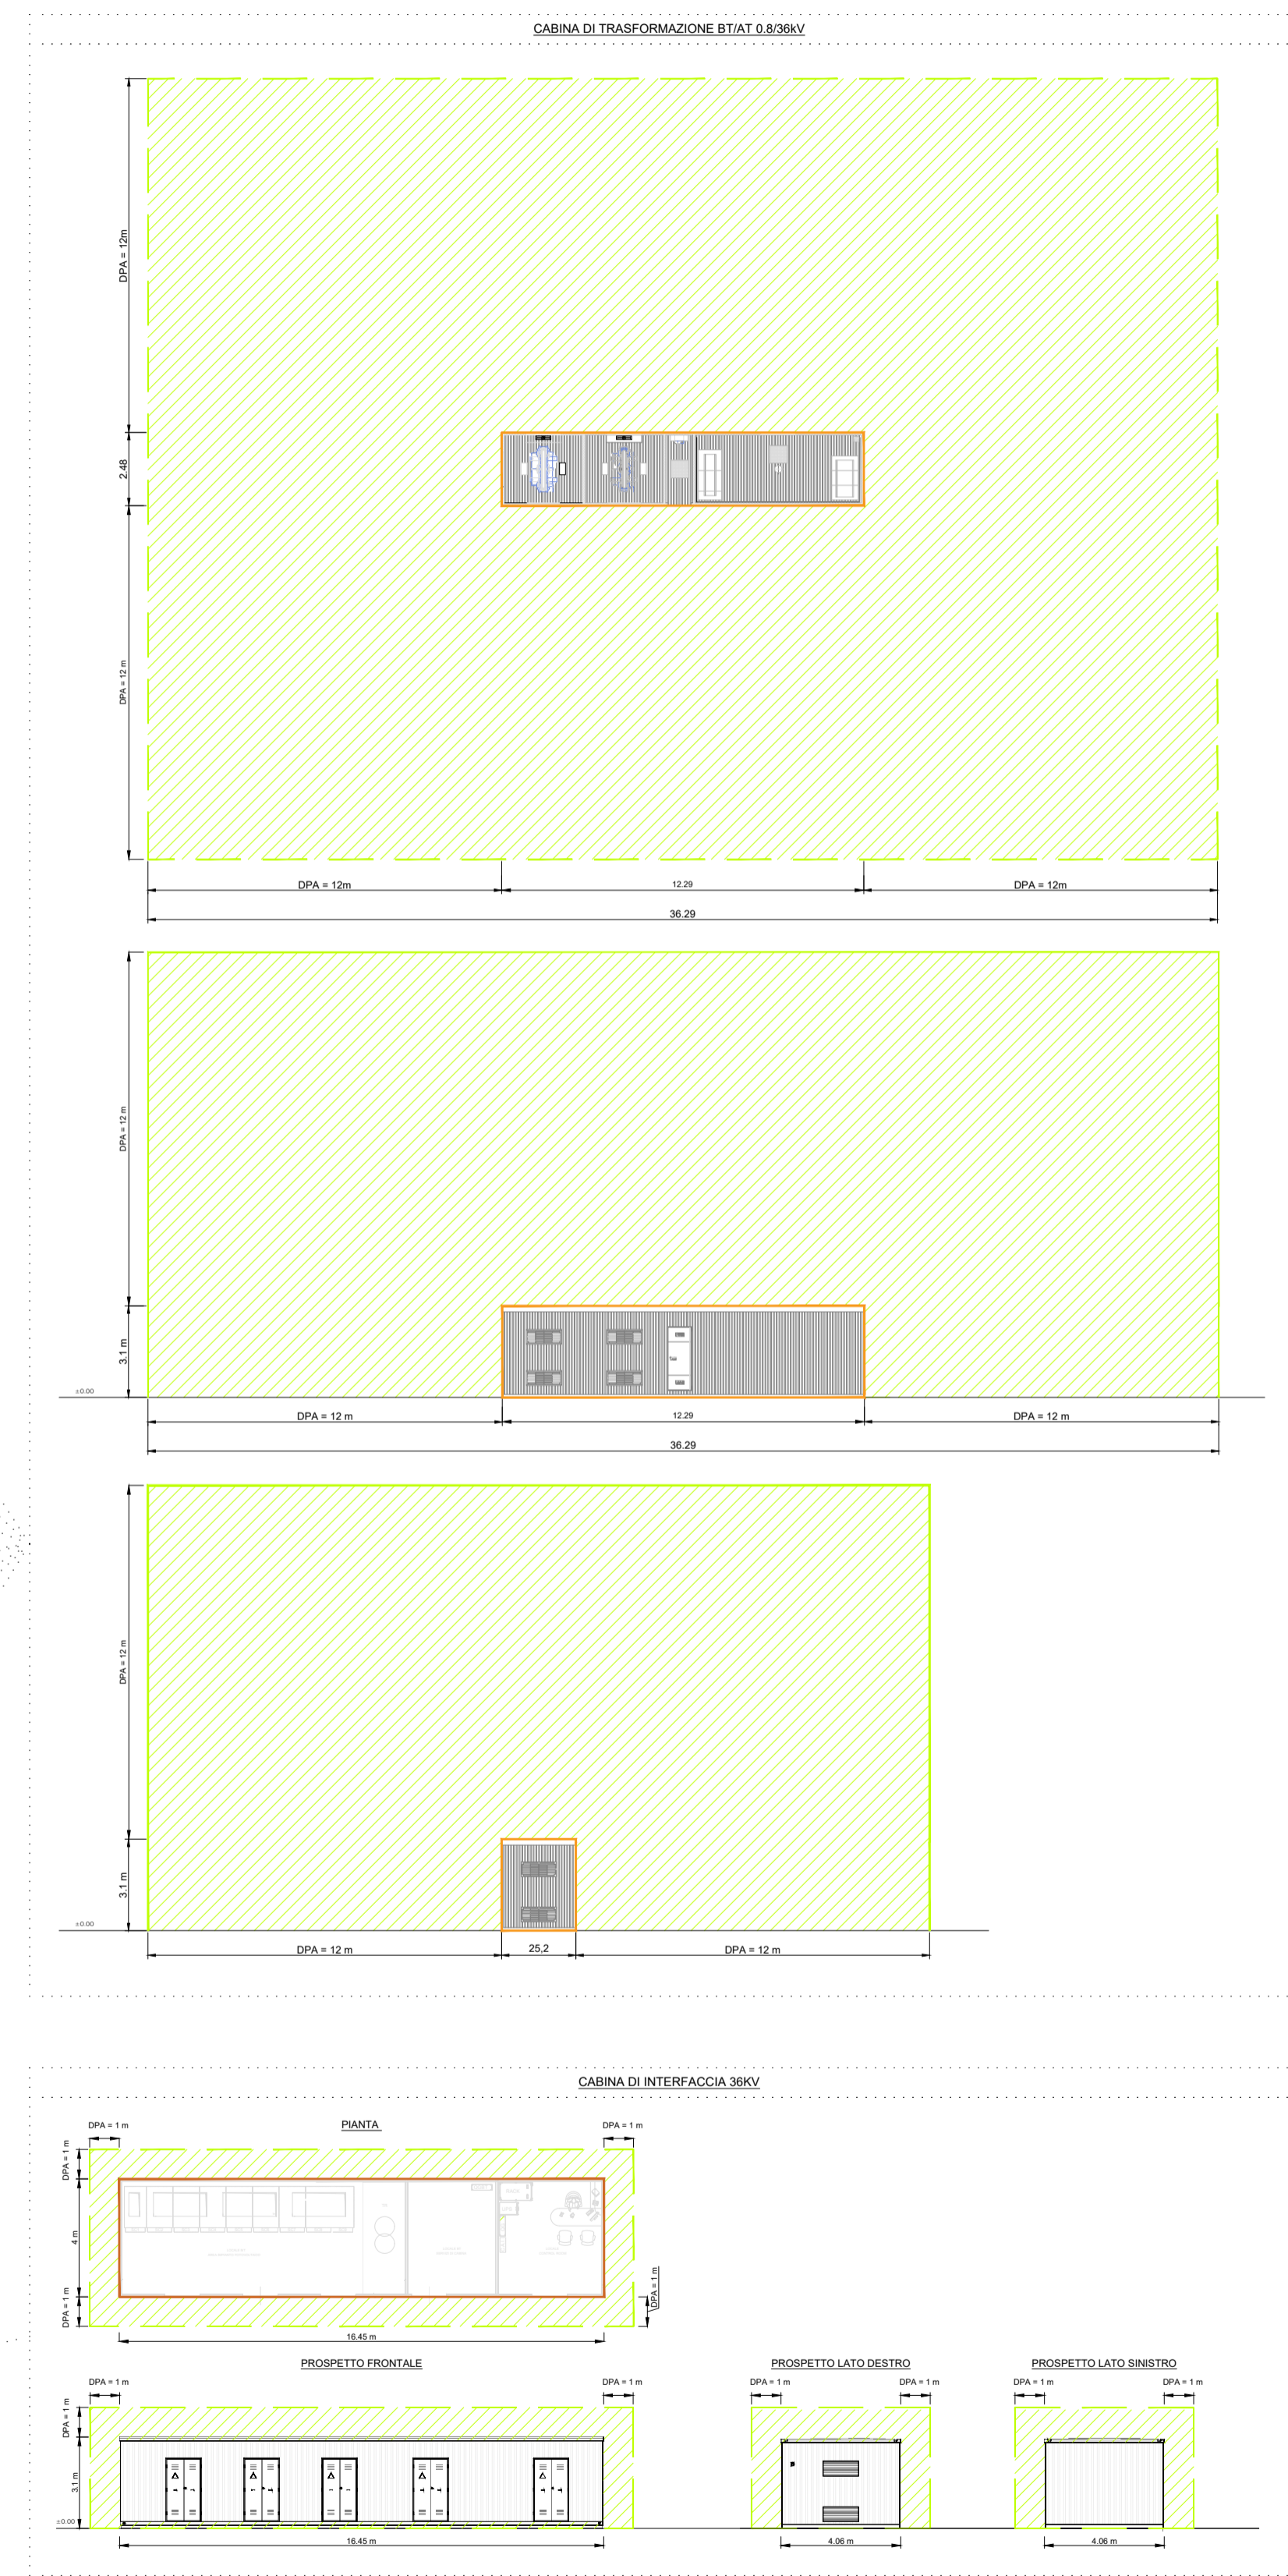 CABINA DI TRASFORMAZIONE BT/AT 0.8/36kV
DPA = 12m
2.48
DPA = 12 m
DPA = 12m
12.29
DPA = 12m
36.29
DPA = 12 m
3.1 m
±0.00
DPA = 12 m
12.29
DPA = 12 m
36.29
DPA = 12 m
3.1 m
±0.00
DPA = 12 m
25,2
DPA = 12 m
CABINA DI INTERFACCIA 36KV
PIANTA
DPA = 1 m
DPA = 1 m
DPA = 1 m
4 m
DPA = 1 m
DPA = 1 m
RACK
16.45 m
PROSPETTO FRONTALE
DPA = 1 m
DPA = 1 m
DPA = 1 m
3.1 m
±0.00
16.45 m
PROSPETTO LATO DESTRO
DPA = 1 m
DPA = 1 m
4.06 m
PROSPETTO LATO SINISTRO
DPA = 1 m
DPA = 1 m
4.06 m